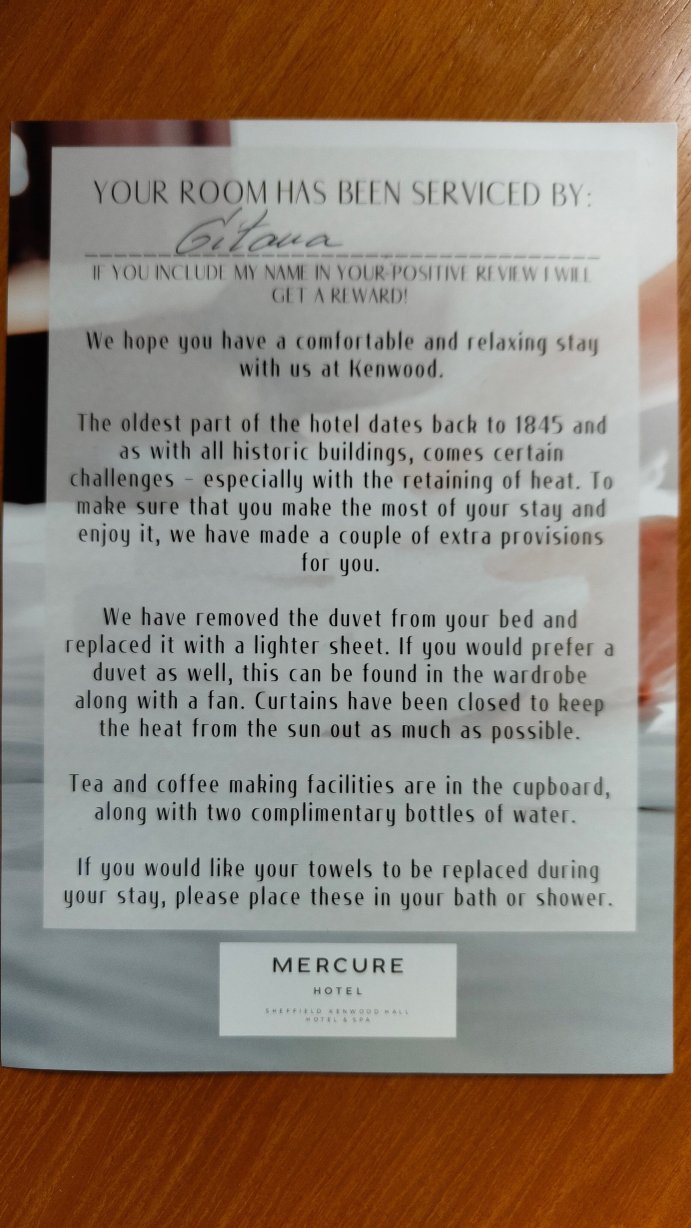 YOUR ROOM HAS BEEN SERVICED BY:
Gitana
IF YOU INCLUDE MY NAME IN YOUR POSITIVE REVIEW I WILL
GET A REWARD!
We hope you have a comfortable and relaxing stay
with us at Kenwood.
The oldest part of the hotel dates back to 1845 and
as with all historic buildings, comes certain
challenges - especially with the retaining of heat. To
make sure that you make the most of your stay and
enjoy it, we have made a couple of extra provisions
for you.
We have removed the duvet from your bed and
replaced it with a lighter sheet. If you would prefer a
duvet as well, this can be found in the wardrobe
along with a fan. Curtains have been closed to keep
the heat from the sun out as much as possible.
Tea and coffee making facilities are in the cupboard,
along with two complimentary bottles of water.
If you would like your towels to be replaced during
your stay, please place these in your bath or shower.
MERCURE
HOTEL
SHEFFIELD KENWOOD HALL
HOTEL & SPA